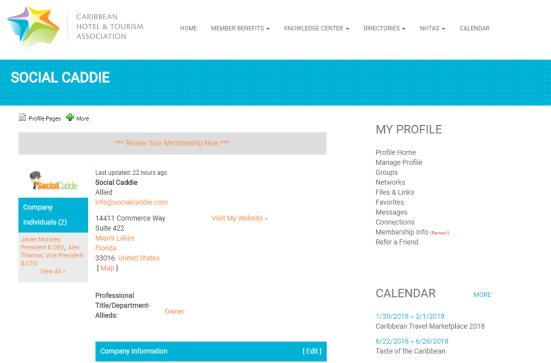 CARIBBEAN
HOTEL & TOURISM
ASSOCIATION
HOME MEMBER BENEFITS KNOWLEDGE CENTER DIRECTORIES NHTAS CALENDAR
SOCIAL CADDIE
Profile Pages More
*** Renew Your Membership Now ***
SocialCaddie
Company
Individuals (2)
Javier Morales,
President & CEO, Alex
Thomas, Vice President
& CTO
View All »
Last updated: 22 hours ago
Social Caddie
Allied
info@socialcaddie.com
14411 Commerce Way
Suite 422
Miami Lakes
Florida
33016 United States
[ Map ]
Visit My Website »
Professional
Title/Department-
Allieds:
Owner
Company Information [ Edit ]
MY PROFILE
Profile Home
Manage Profile
Groups
Networks
Files & Links
Favorites
Messages
Connections
Membership Info (Renew!)
Refer a Friend
CALENDAR MORE
1/30/2018 » 2/1/2018
Caribbean Travel Marketplace 2018
6/22/2018 » 6/26/2018
Taste of the Caribbean